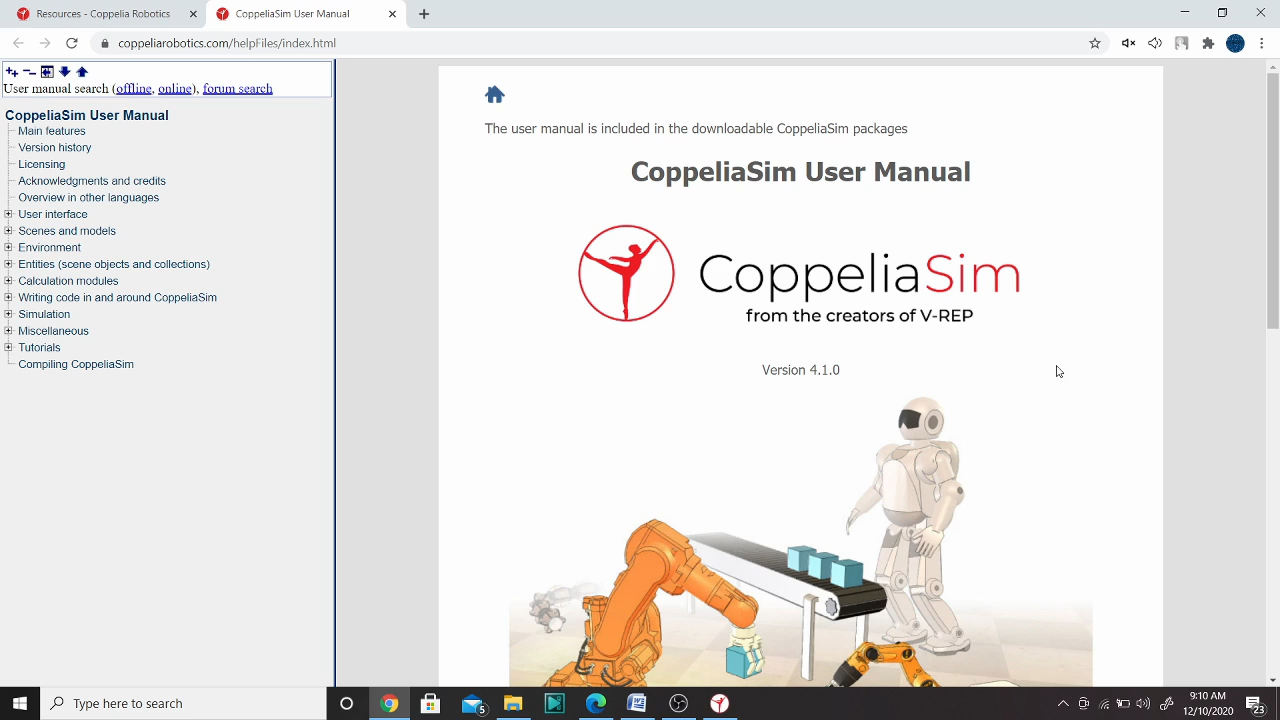 Resources - Coppelia Robotics
CoppeliaSim User Manual
coppeliarobotics.com/helpFiles/index.html
User manual search (offline, online), forum search
CoppeliaSim User Manual
Main features
Version history
Licensing
Acknowledgments and credits
Overview in other languages
User interface
Scenes and models
Environment
Entities (scene objects and collections)
Calculation modules
Writing code in and around CoppeliaSim
Simulation
Miscellaneous
Tutorials
Compiling CoppeliaSim
The user manual is included in the downloadable CoppeliaSim packages
CoppeliaSim User Manual
CoppeliaSim
from the creators of V-REP
Version 4.1.0
Type here to search
5
9:10 AM
12/10/2020
23